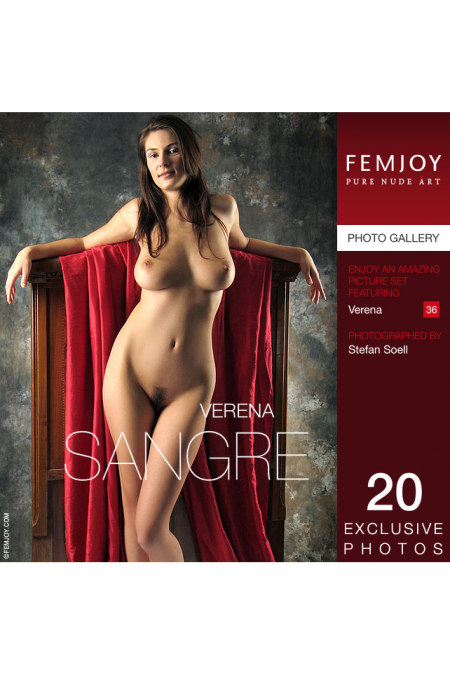 FEMJOY
PURE NUDE ART
PHOTO GALLERY
ENJOY AN AMAZING
PICTURE SET
FEATURING
Verena 36
PHOTOGRAPHED BY
Stefan Soell
VERENA
SANGRE
20
EXCLUSIVE
PHOTOS
©FEMJOY.COM